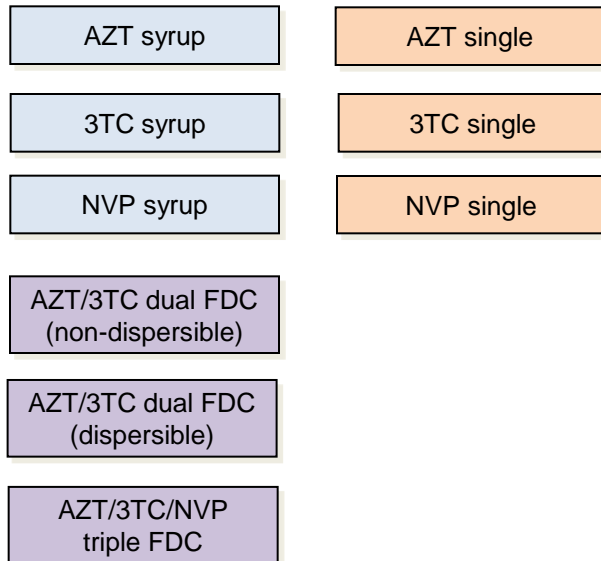 AZT syrup
AZT single
3TC syrup
3TC single
NVP syrup
NVP single
AZT/3TC dual FDC
(non-dispersible)
AZT/3TC dual FDC
(dispersible)
AZT/3TC/NVP
triple FDC